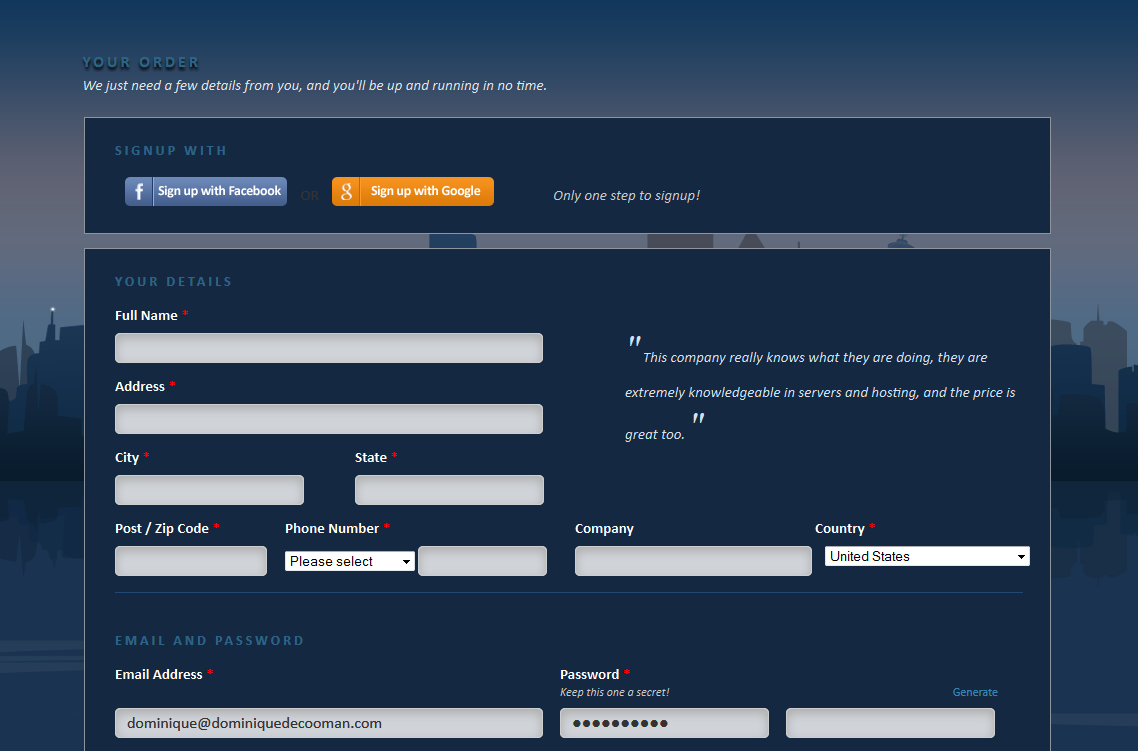 YOUR ORDER
We just need a few details from you, and you'll be up and running in no time.
SIGNUP WITH
f Sign up with Facebook OR g Sign up with Google Only one step to signup!
YOUR DETAILS
Full Name *
"This company really knows what they are doing, they are
extremely knowledgeable in servers and hosting, and the price is
great too. "
Address *
City * State *
Post / Zip Code * Phone Number * Company Country *
Please select United States
EMAIL AND PASSWORD
Email Address * Password *
Keep this one a secret! Generate
dominique@dominiquedecooman.com ••••••••••